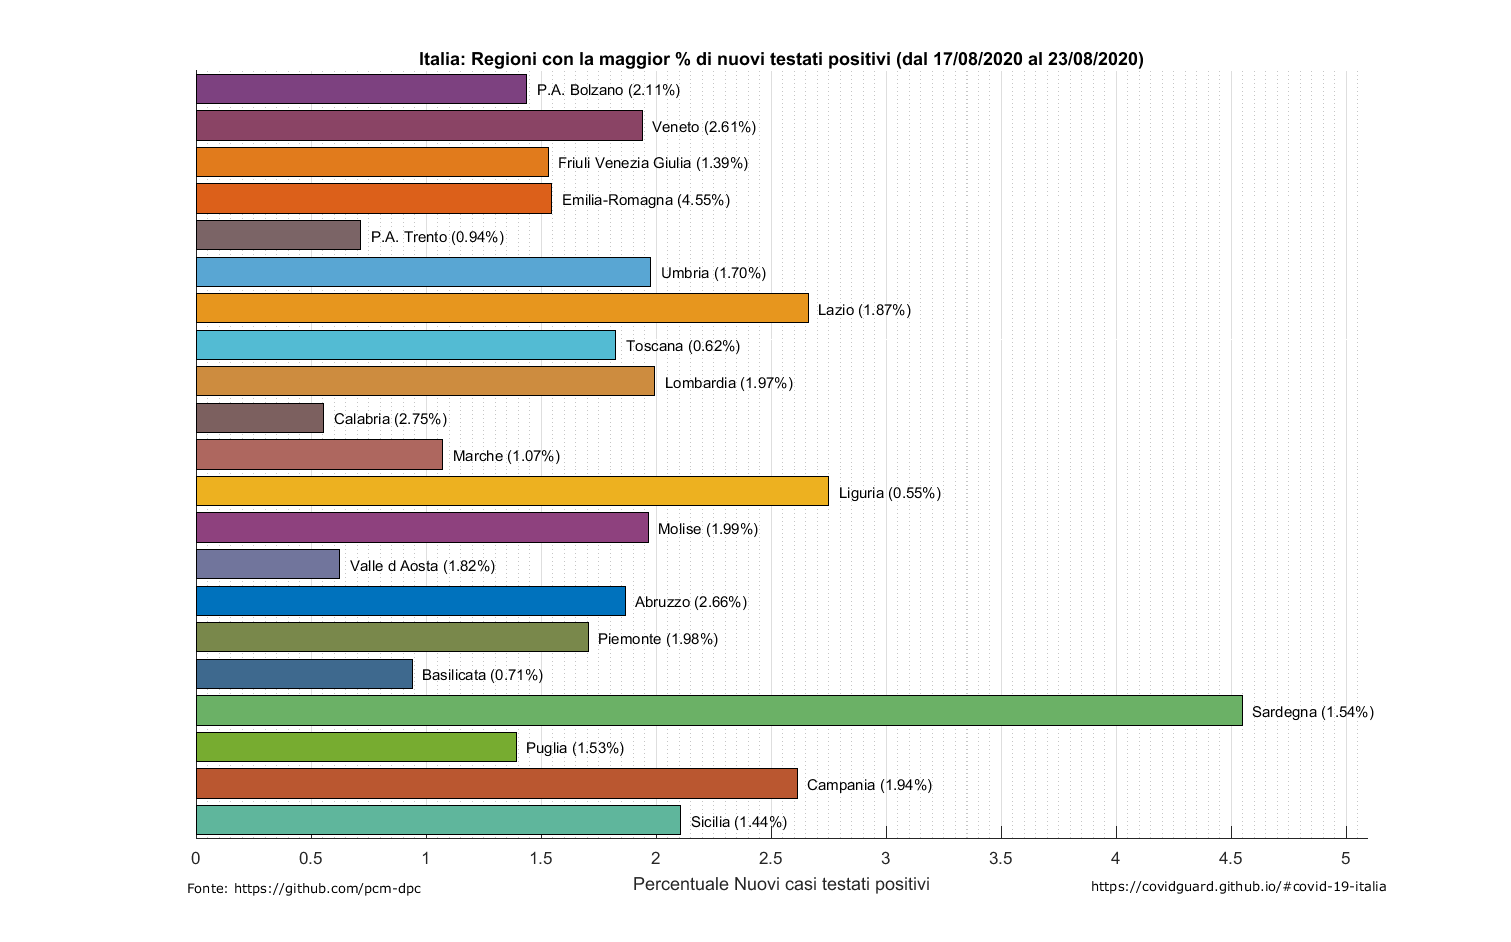 Italia: Regioni con la maggior % di nuovi testati positivi (dal 17/08/2020 al 23/08/2020)
P.A. Bolzano (2.11%)
Veneto (2.61%)
Friuli Venezia Giulia (1.39%)
Emilia-Romagna (4.55%)
P.A. Trento (0.94%)
Umbria (1.70%)
Lazio (1.87%)
Toscana (0.62%)
Lombardia (1.97%)
Calabria (2.75%)
Marche (1.07%)
Liguria (0.55%)
Molise (1.99%)
Valle d Aosta (1.82%)
Abruzzo (2.66%)
Piemonte (1.98%)
Basilicata (0.71%)
Sardegna (1.54%)
Puglia (1.53%)
Campania (1.94%)
Sicilia (1.44%)
0 0.5 1 1.5 2 2.5 3 3.5 4 4.5 5
Percentuale Nuovi casi testati positivi
Fonte: https://github.com/pcm-dpc
https://covidguard.github.io/#covid-19-italia